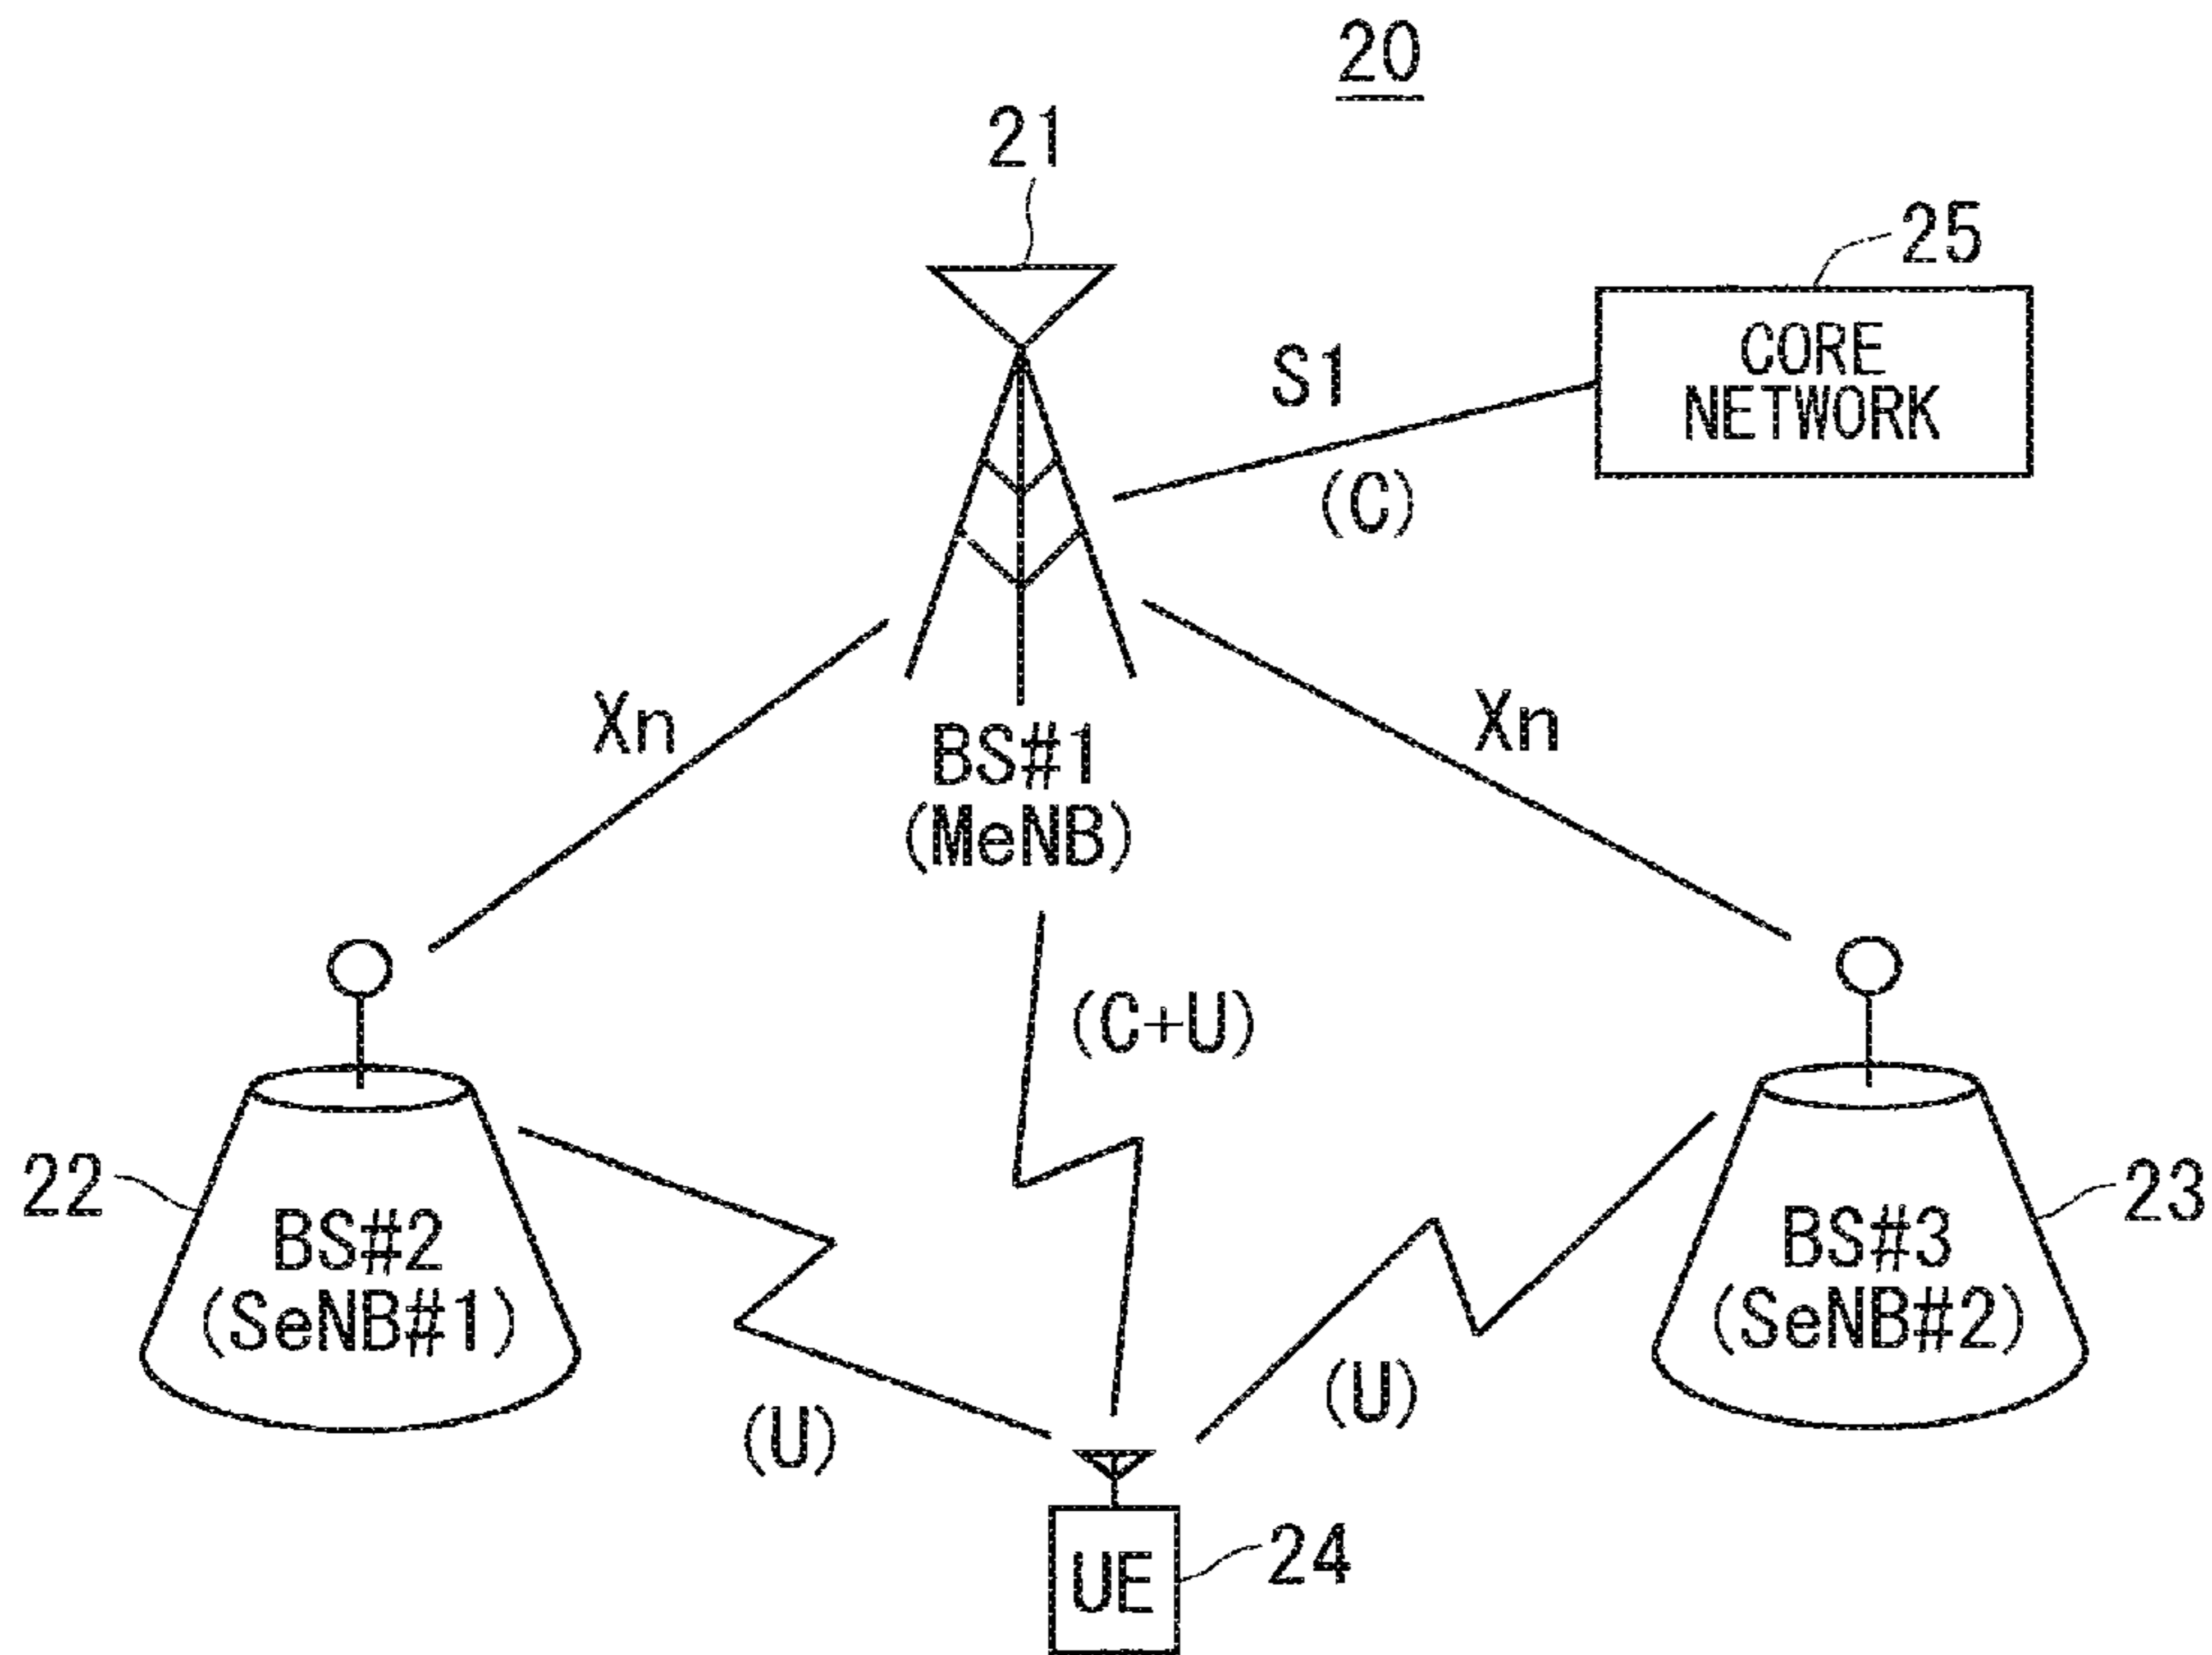 20
21
25
CORE
NETWORK
S1
(C)
Xn
Xn
BS#1
(MeNB)
(C+U)
22
BS#2
(SeNB#1)
23
BS#3
(SeNB#2)
(U)
(U)
UE
24